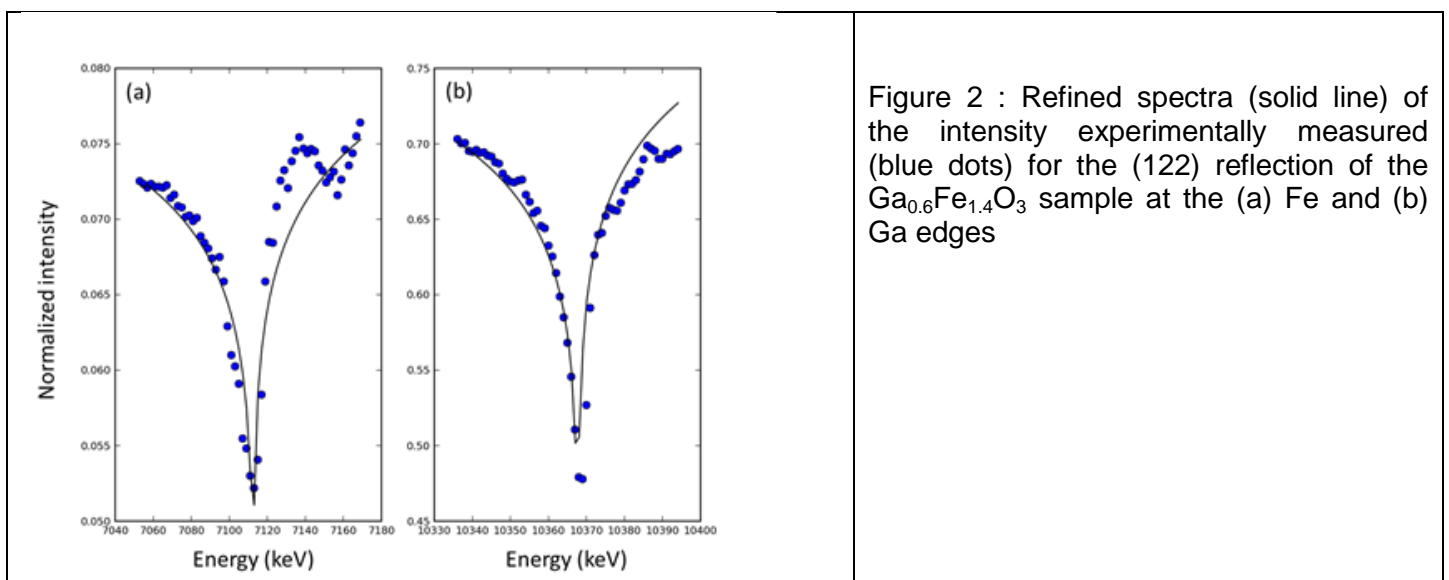 (a)
(b)
0.080
0.075
0.070
0.065
0.060
0.055
0.050
7040 7060 7080 7100 7120 7140 7160 7180
0.75
0.70
0.65
0.60
0.55
0.50
0.45
10330 10340 10350 10360 10370 10380 10390 10400
Normalized intensity
Energy (keV)
Energy (keV)
Figure 2 : Refined spectra (solid line) of
the intensity experimentally measured
(blue dots) for the (122) reflection of the
Ga0.6Fe1.4O3 sample at the (a) Fe and (b)
Ga edges